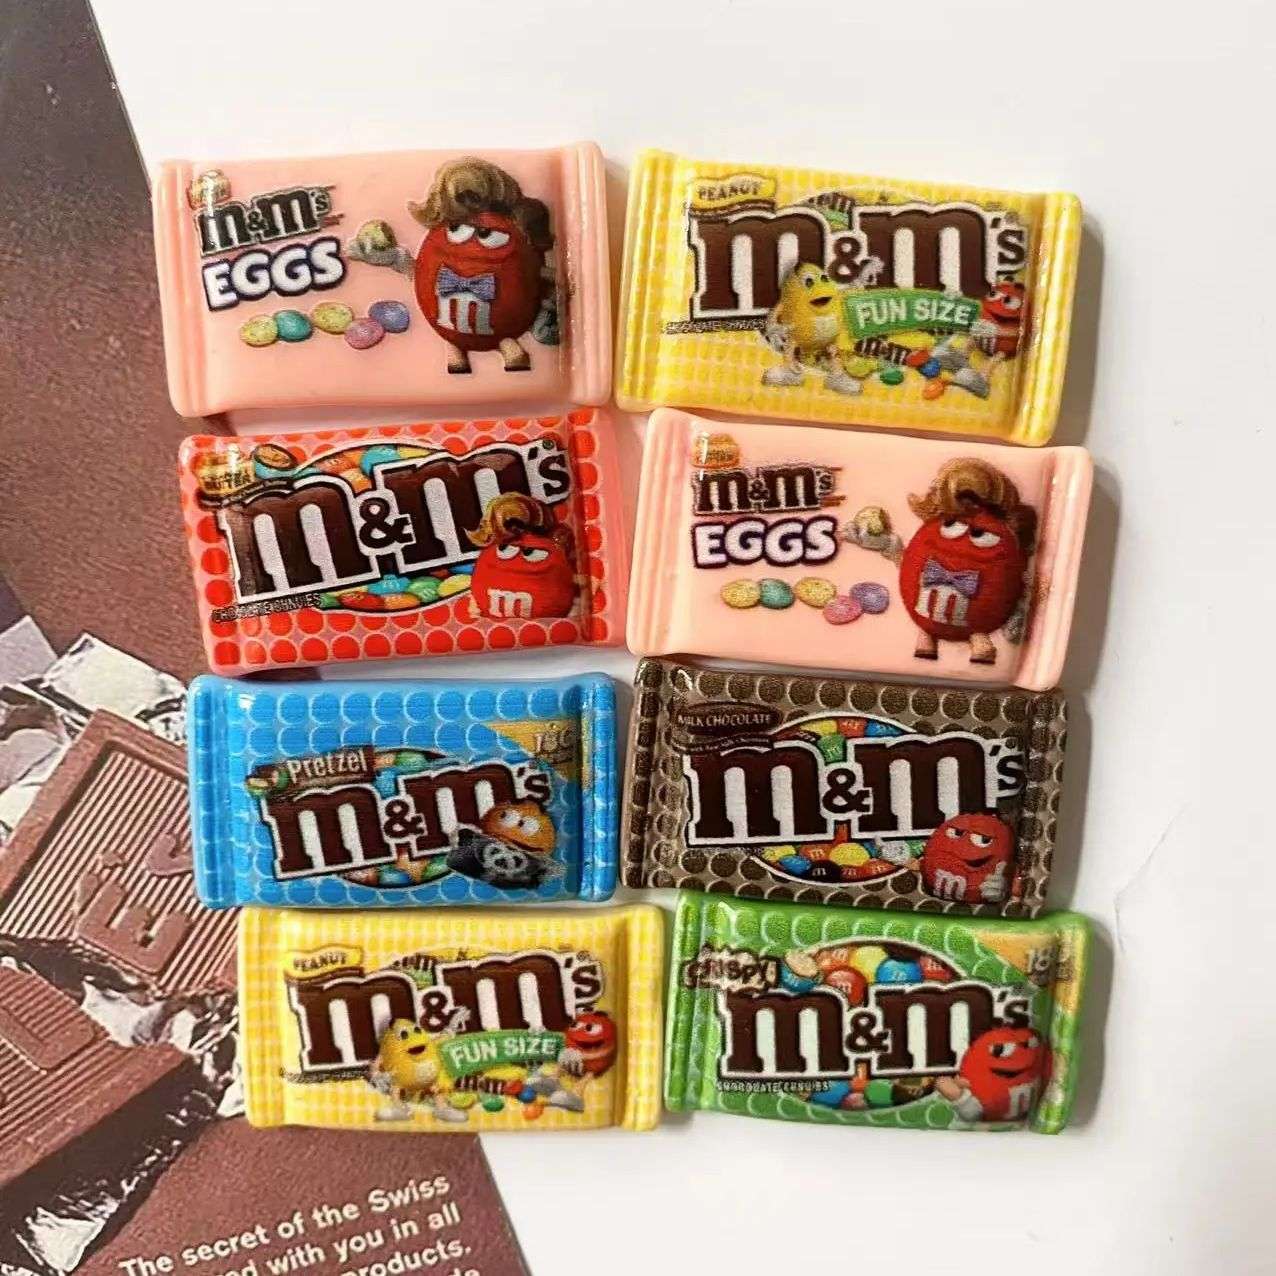 m&m's
EGGS
PEANUT
m&m's
FUN SIZE
m&m
m&m's
m&m's
EGGS
Pretzel
m&m's
MILK CHOCOLATE
m&m's
PEANUT
m&m's
FUN SIZE
m&m
CRISPY
m&m's
The secret of the Swiss
with you in all
products.